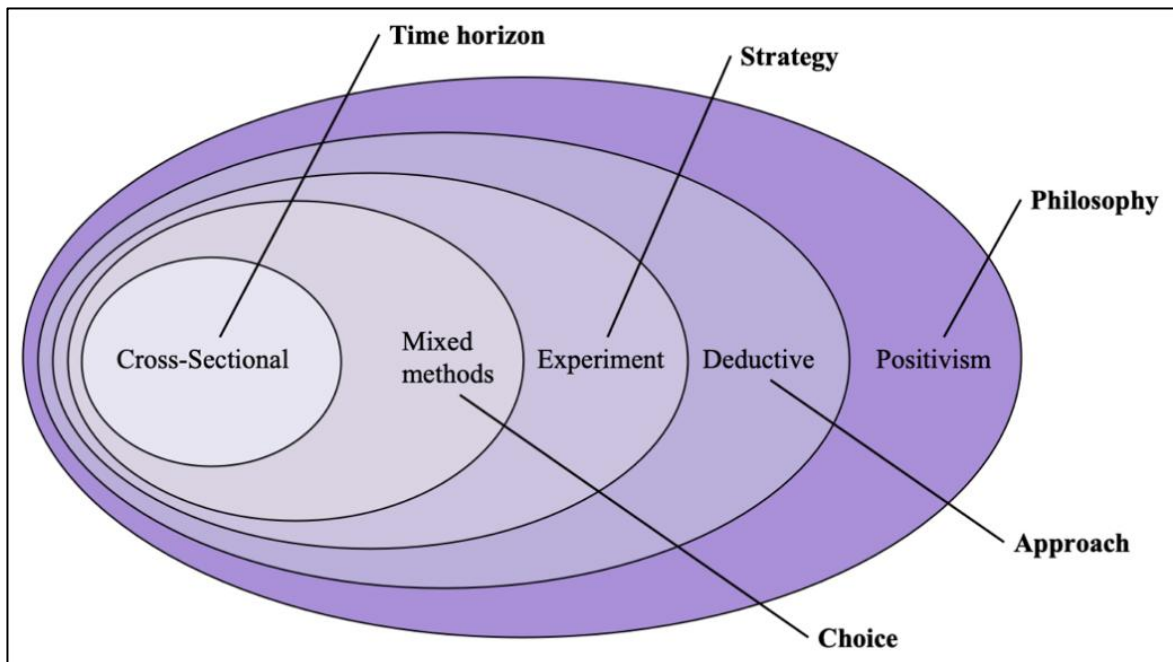 Time horizon
Strategy
Philosophy
Cross-Sectional
Mixed
methods
Experiment
Deductive
Positivism
Approach
Choice